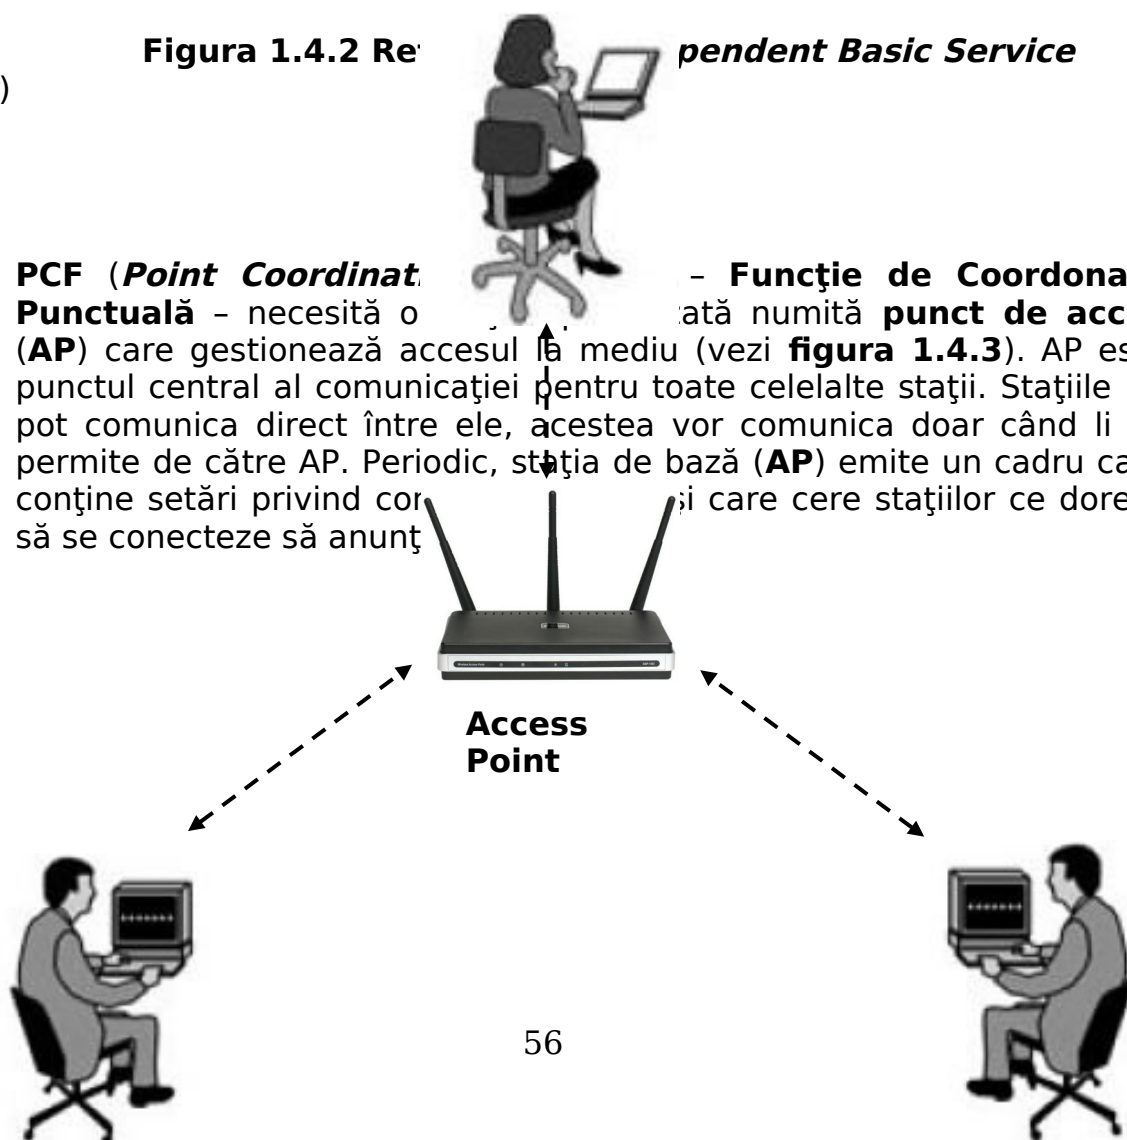 Figura 1.4.2 Re pendent Basic Service
)
PCF (Point Coordinat – Funcţie de Coordona
Punctuală – necesită o ată numită punct de acc
(AP) care gestionează accesul la mediu (vezi figura 1.4.3). AP es
punctul central al comunicaţiei pentru toate celelalte staţii. Staţiile
pot comunica direct între ele, acestea vor comunica doar când li
permite de către AP. Periodic, staţia de bază (AP) emite un cadru ca
conţine setări privind co şi care cere staţiilor ce dore
să se conecteze să anunţ
Access
Point
56